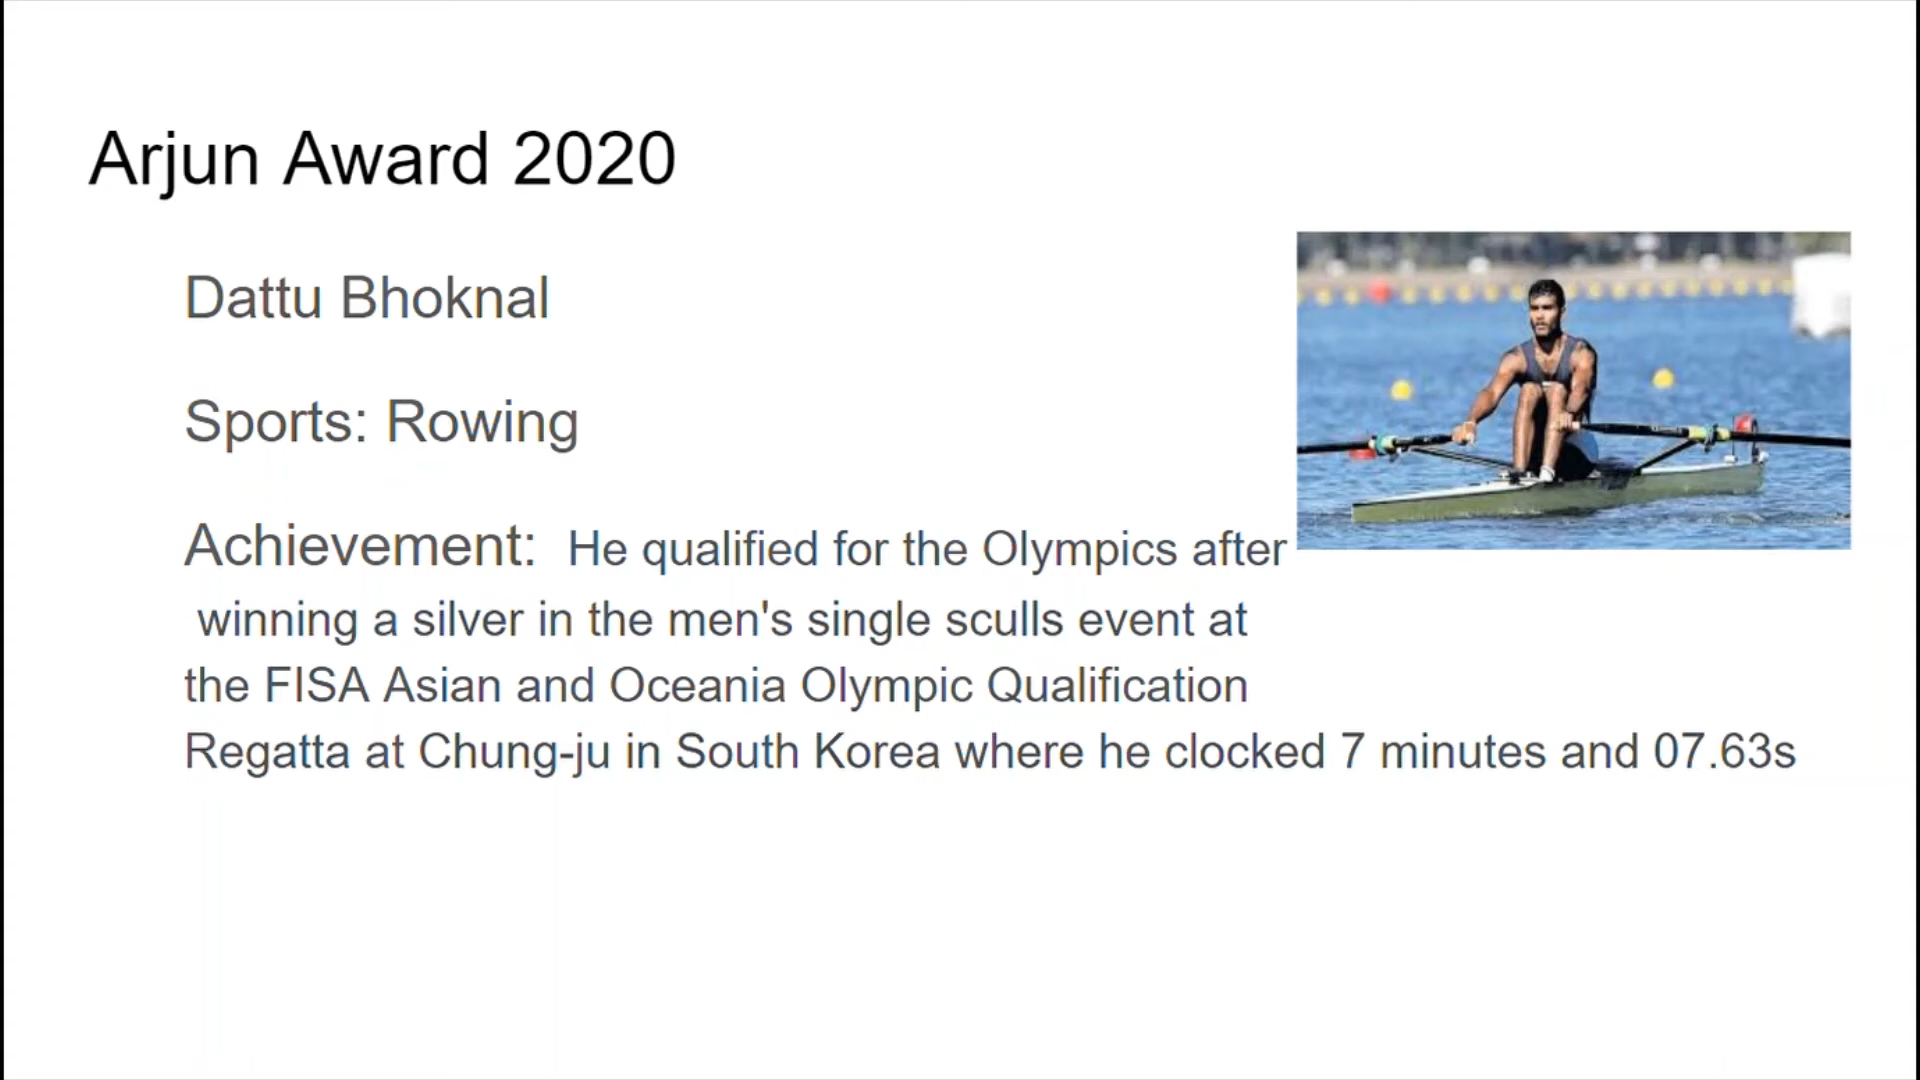 Arjun Award 2020
Dattu Bhoknal
Sports: Rowing
Achievement: He qualified for the Olympics after
winning a silver in the men's single sculls event at
the FISA Asian and Oceania Olympic Qualification
Regatta at Chung-ju in South Korea where he clocked 7 minutes and 07.63s